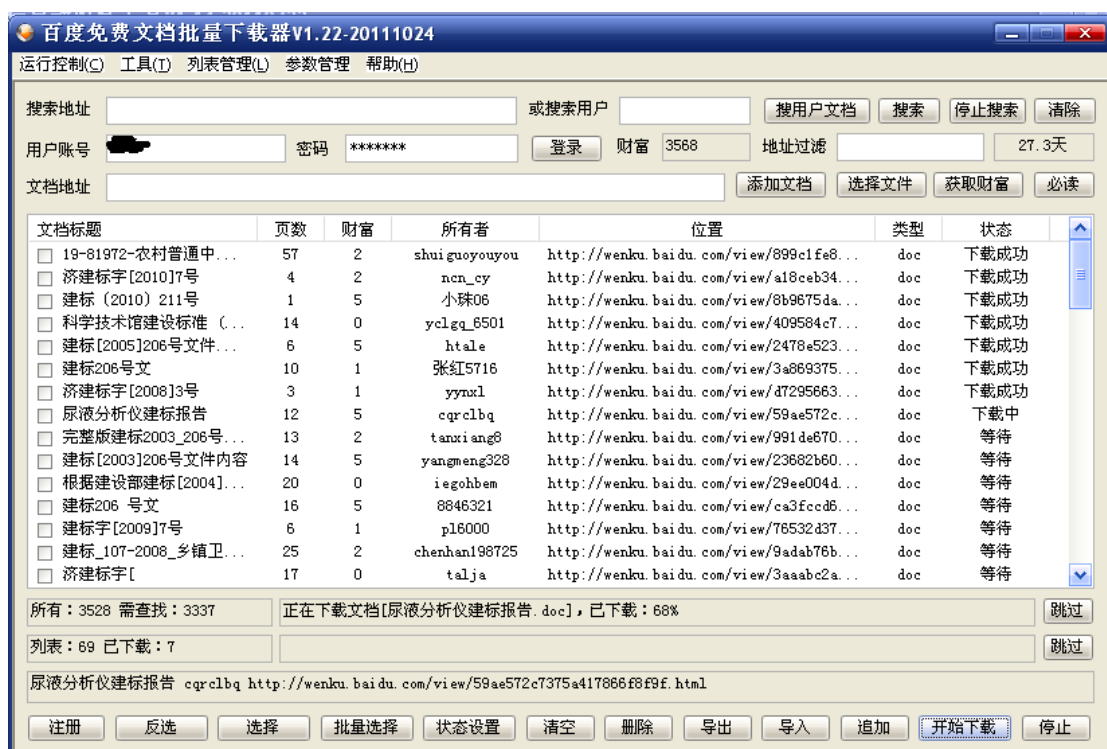 百度免费文档批量下载器V1.22-20111024
运行控制(C) 工具(T) 列表管理(L) 参数管理 帮助(H)
搜索地址 或搜索用户 搜用户文档 搜索 停止搜索 清除
用户账号 密码 ******* 登录 财富 3568 地址过滤 27.3天
文档地址 添加文档 选择文件 获取财富 必读
文档标题 页数 财富 所有者 位置 类型 状态
19-81972-农村普通中... 57 2 shuiguoyouyou http://wenku.baidu.com/view/899c1fe8... doc 下载成功
济建标字[2010]7号 4 2 ncn_cy http://wenku.baidu.com/view/a18ceb34... doc 下载成功
建标（2010）211号 1 5 小珠06 http://wenku.baidu.com/view/8b9675da... doc 下载成功
科学技术馆建设标准（... 14 0 yclgq_6501 http://wenku.baidu.com/view/409584c7... doc 下载成功
建标[2005]206号文件... 6 5 htale http://wenku.baidu.com/view/2478e523... doc 下载成功
建标206号文 10 1 张红5716 http://wenku.baidu.com/view/3a869375... doc 下载成功
济建标字[2008]3号 3 1 yynxl http://wenku.baidu.com/view/d7295663... doc 下载成功
尿液分析仪建标报告 12 5 cqrclbq http://wenku.baidu.com/view/59ae572c... doc 下载中
完整版建标2003_206号... 13 2 tanxiang8 http://wenku.baidu.com/view/991de670... doc 等待
建标[2003]206号文件内容 14 5 yangmeng328 http://wenku.baidu.com/view/23682b60... doc 等待
根据建设部建标[2004]... 20 0 iegohbem http://wenku.baidu.com/view/29ee004d... doc 等待
建标206 号文 16 5 8846321 http://wenku.baidu.com/view/ca3fccd6... doc 等待
建标字[2009]7号 6 1 pl6000 http://wenku.baidu.com/view/76532d37... doc 等待
建标_107-2008_乡镇卫... 25 2 chenhan198725 http://wenku.baidu.com/view/9adab76b... doc 等待
济建标字[ 17 0 talja http://wenku.baidu.com/view/3aaabc2a... doc 等待
所有：3528 需查找：3337 正在下载文档[尿液分析仪建标报告.doc]，已下载：68% 跳过
列表：69 已下载：7 跳过
尿液分析仪建标报告 cqrclbq http://wenku.baidu.com/view/59ae572c7375a417866f8f9f.html
注册 反选 选择 批量选择 状态设置 清空 删除 导出 导入 追加 开始下载 停止